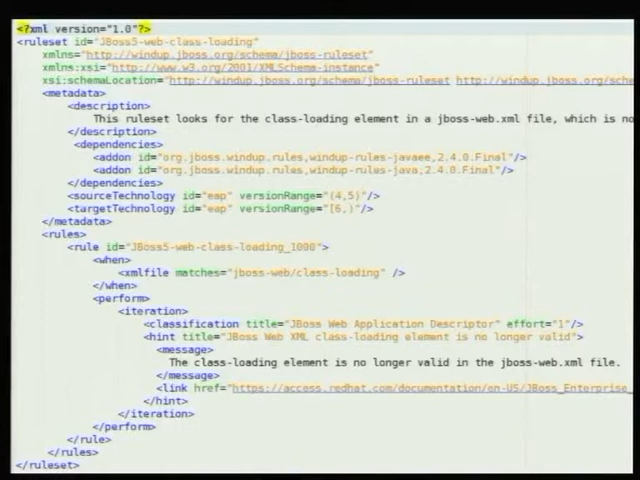 <?xml version="1.0"?>
<ruleset id="JBoss5-web-class-loading"
xmlns="http://windup.jboss.org/schema/jboss-ruleset"
xmlns:xsi="http://www.w3.org/2001/XMLSchema-instance"
xsi:schemaLocation="http://windup.jboss.org/schema/jboss-ruleset http://windup.jboss.org/sche
<metadata>
<description>
This ruleset looks for the class-loading element in a jboss-web.xml file, which is no
</description>
<dependencies>
<addon id="org.jboss.windup.rules,windup-rules-javaee,2.4.0.Final"/>
<addon id="org.jboss.windup.rules,windup-rules-java,2.4.0.Final"/>
</dependencies>
<sourceTechnology id="eap" versionRange="(4,5)"/>
<targetTechnology id="eap" versionRange="[6,)"/>
</metadata>
<rules>
<rule id="JBoss5-web-class-loading_1000">
<when>
<xmlfile matches="jboss-web/class-loading" />
</when>
<perform>
<iteration>
<classification title="JBoss Web Application Descriptor" effort="1"/>
<hint title="JBoss Web XML class-loading element is no longer valid">
<message>
The class-loading element is no longer valid in the jboss-web.xml file.
</message>
<link href="https://access.redhat.com/documentation/en-US/JBoss_Enterprise_
</hint>
</iteration>
</perform>
</rule>
</rules>
</ruleset>